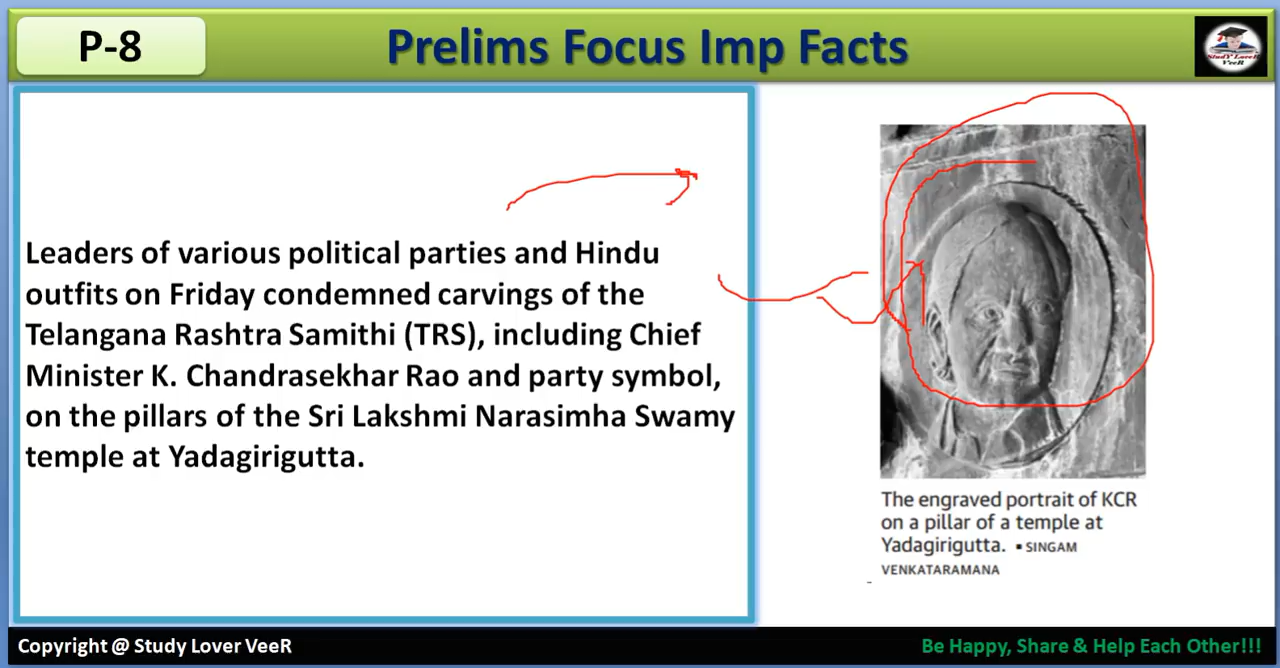 P-8
Prelims Focus Imp Facts
StudY LoveR
VeeR
Leaders of various political parties and Hindu
outfits on Friday condemned carvings of the
Telangana Rashtra Samithi (TRS), including Chief
Minister K. Chandrasekhar Rao and party symbol,
on the pillars of the Sri Lakshmi Narasimha Swamy
temple at Yadagirigutta.
The engraved portrait of KCR
on a pillar of a temple at
Yadagirigutta. ▪ SINGAM
VENKATARAMANA
Copyright @ Study Lover VeeR
Be Happy, Share & Help Each Other!!!